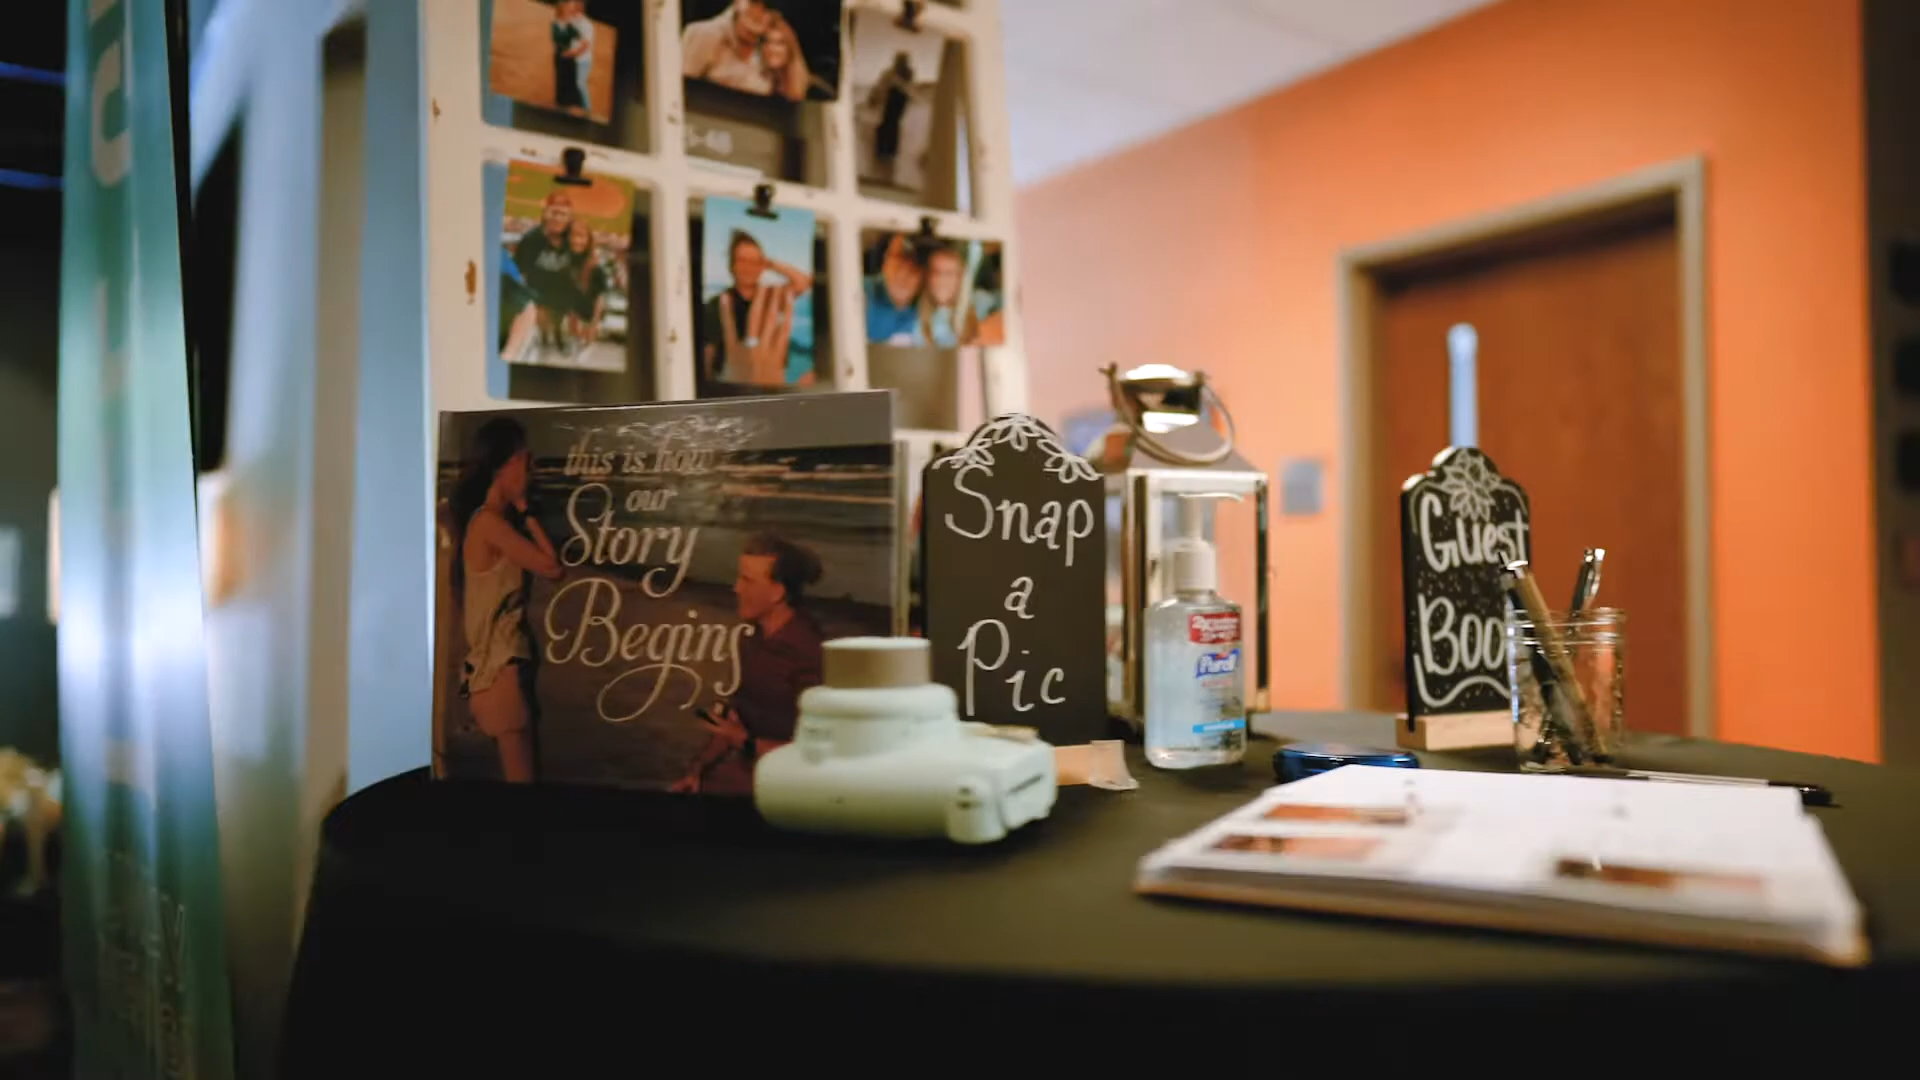 this is how
our
Story
Begins
Snap
a
Pic
Purell
Guest
Boo